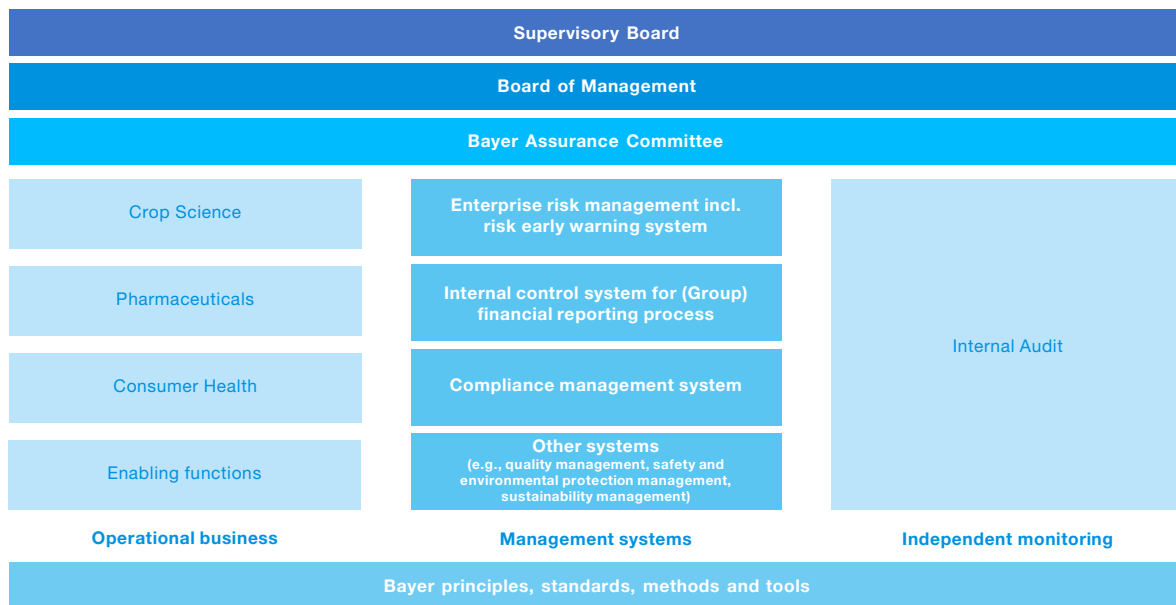 Supervisory Board
Board of Management
Bayer Assurance Committee
Crop Science
Pharmaceuticals
Consumer Health
Enabling functions
Operational business
Enterprise risk management incl.
risk early warning system
Internal control system for (Group)
financial reporting process
Compliance management system
Other systems
(e.g., quality management, safety and
environmental protection management,
sustainability management)
Management systems
Internal Audit
Independent monitoring
Bayer principles, standards, methods and tools